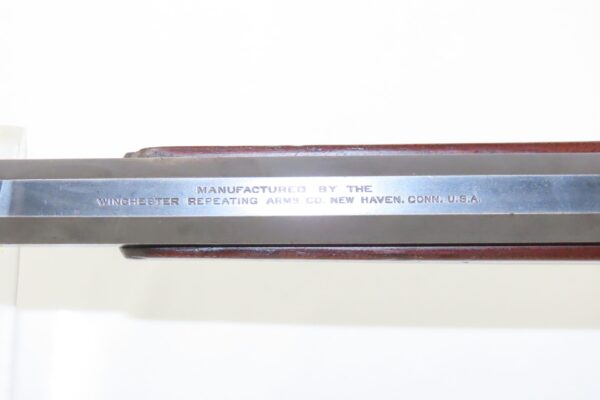 MANUFACTURED BY THE
WINCHESTER REPEATING ARMS CO. NEW HAVEN. CONN. U.S.A.